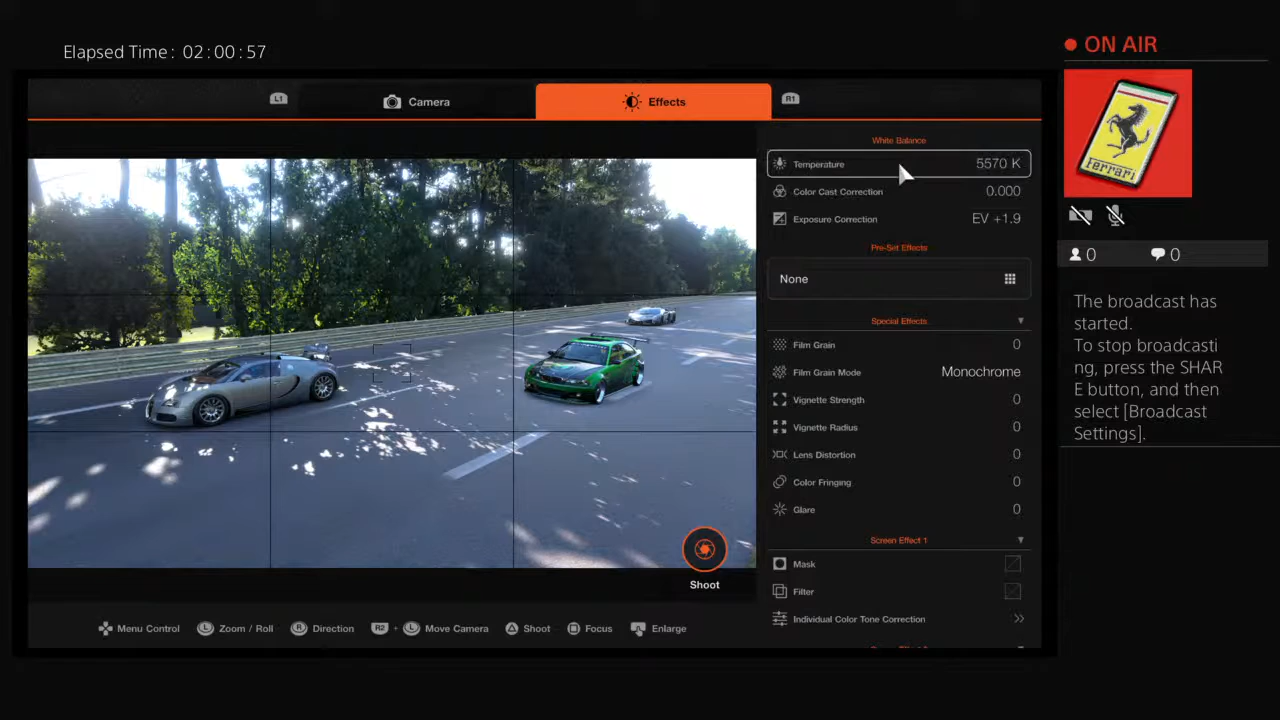 Elapsed Time: 02:00:57
ON AIR
L1
Camera
Effects
R1
White Balance
Temperature 5570 K
Color Cast Correction 0.000
Exposure Correction EV +1.9
Pre-Set Effects
None
Special Effects
Film Grain 0
Film Grain Mode Monochrome
Vignette Strength 0
Vignette Radius 0
Lens Distortion 0
Color Fringing 0
Glare 0
Screen Effect 1
Mask
Filter
Individual Color Tone Correction >>
Shoot
Menu Control
L Zoom / Roll
R Direction
R2 + L Move Camera
Shoot
Focus
Enlarge
Ferrari
0
0
The broadcast has
started.
To stop broadcasti
ng, press the SHAR
E button, and then
select [Broadcast
Settings].